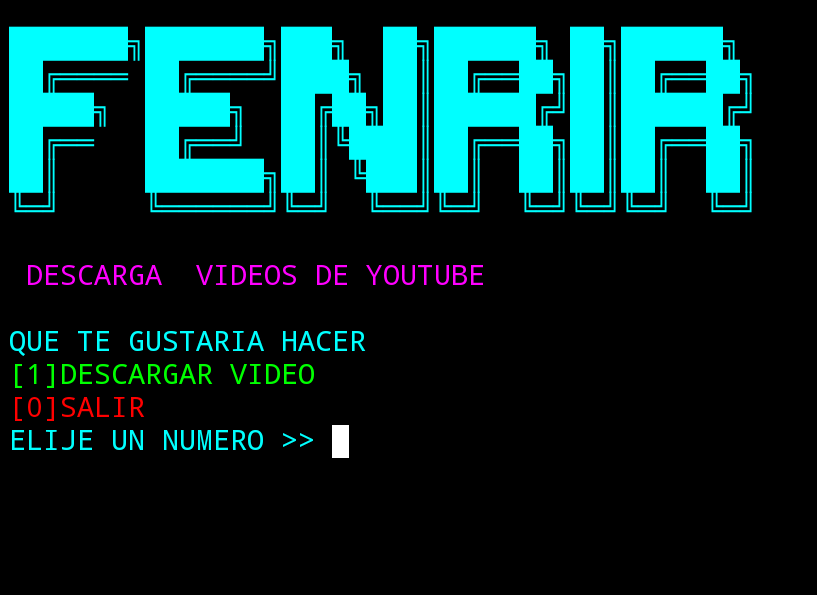 FENRIR
DESCARGA  VIDEOS DE YOUTUBE
QUE TE GUSTARIA HACER
[1]DESCARGAR VIDEO
[0]SALIR
ELIJE UN NUMERO >>